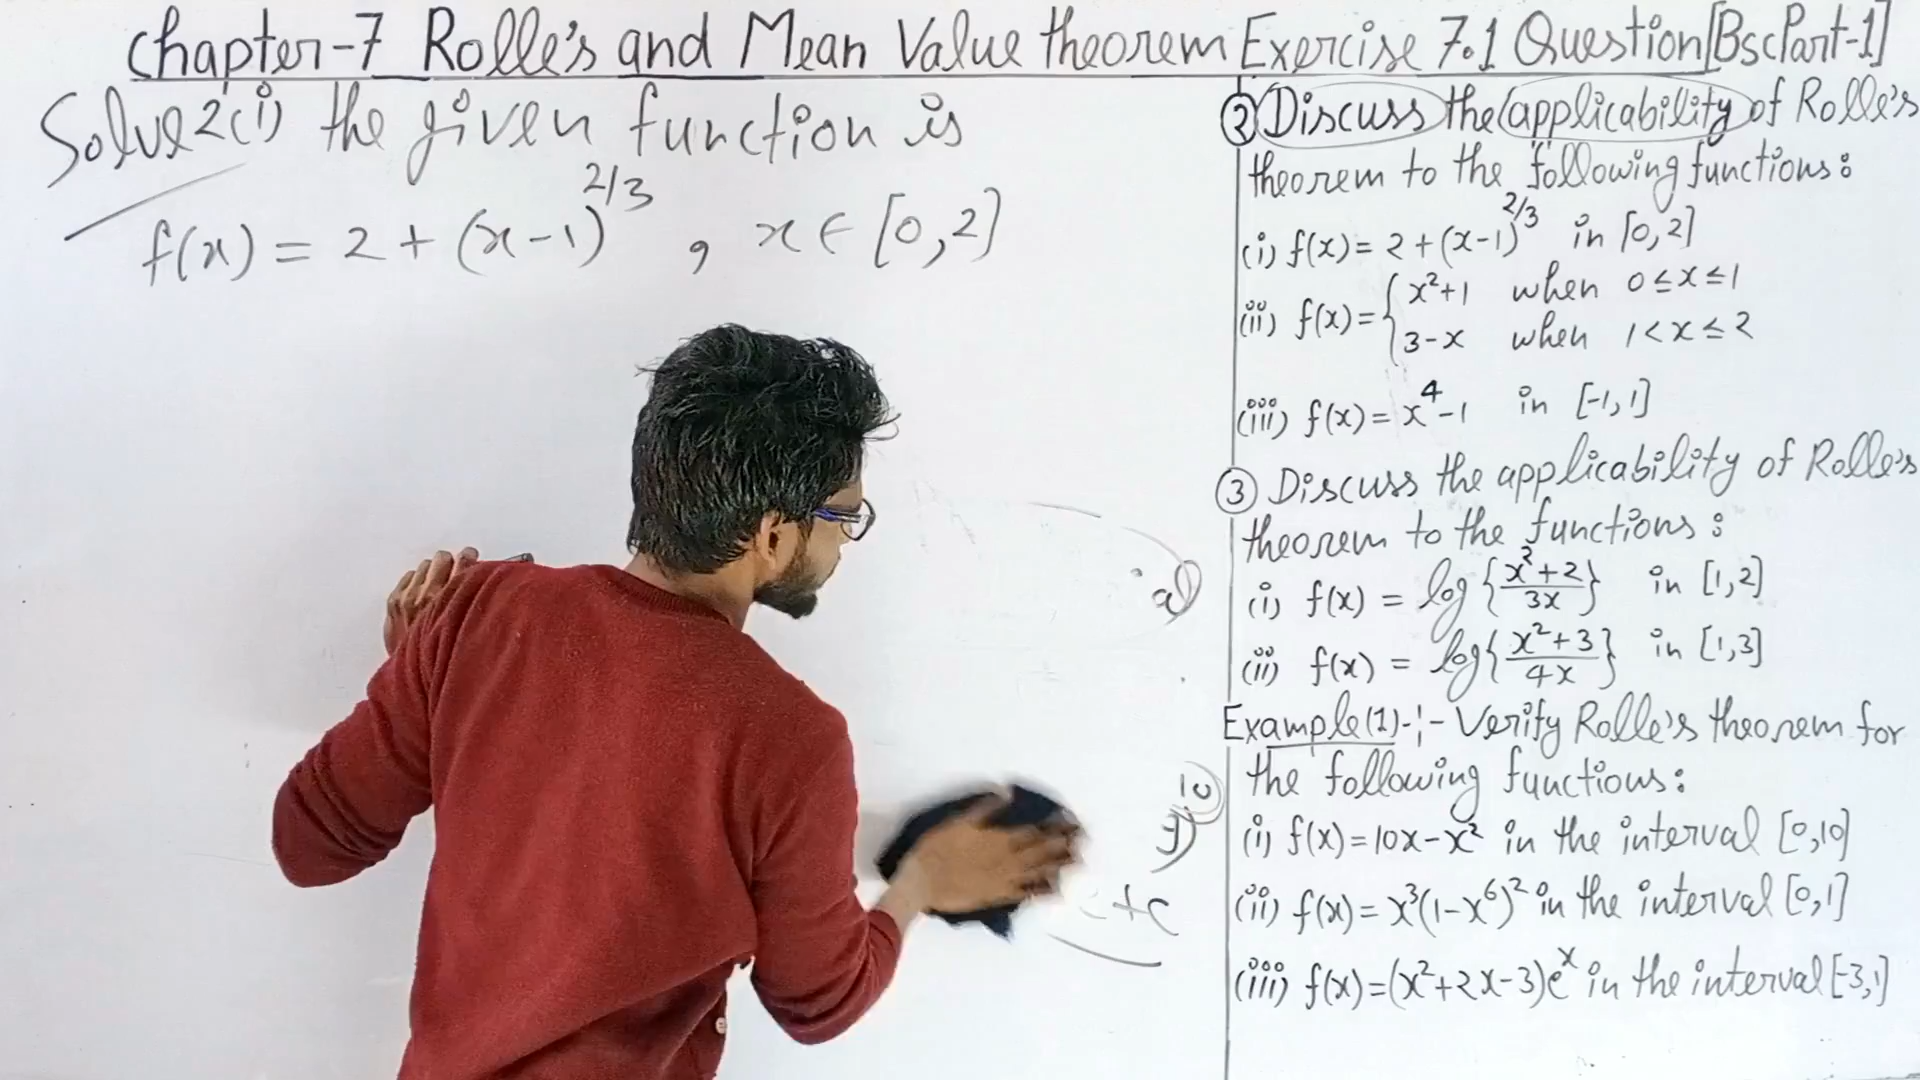 Chapter-7 Rolle's and Mean Value theorem Exercise 7.1 Question[BscPart-1]
Solve2(i) the given function is
f(x) = 2 + (x-1)^2/3 , x ∈ [0,2]
② Discuss the applicability of Rolle's
theorem to the following functions:
(i) f(x) = 2 + (x-1)^2/3 in [0,2]
(ii) f(x) = { x²+1 when 0≤x≤1
3-x when 1<x≤2
(iii) f(x) = x⁴-1 in [-1,1]
③ Discuss the applicability of Rolle's
theorem to the functions:
(i) f(x) = log {x²+2/3x} in [1,2]
(ii) f(x) = log{x²+3/4x} in [1,3]
Example(1)-:- Verify Rolle's theorem for
the following functions:
(i) f(x)=10x-x² in the interval [0,10]
(ii) f(x)=x³(1-x⁶)² in the interval [0,1]
(iii) f(x)=(x²+2x-3)eˣ in the interval[-3,1]
+c